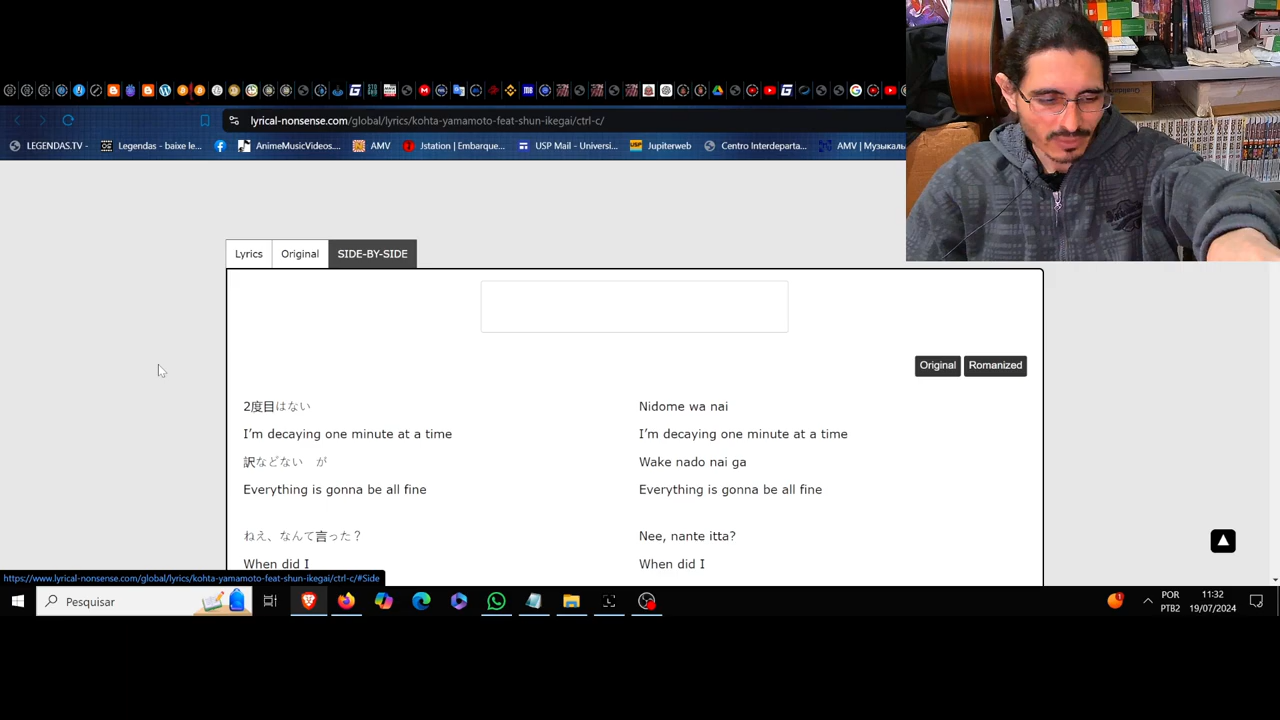 lyrical-nonsense.com/global/lyrics/kohta-yamamoto-feat-shun-ikegai/ctrl-c/
LEGENDAS.TV - Legendas - baixe le... AnimeMusicVideos.... AMV Jstation | Embarque... USP Mail - Universi... Jupiterweb Centro Interdeparta... AMV | Музыкаль
Lyrics Original SIDE-BY-SIDE
Original Romanized
2度目はない Nidome wa nai
I'm decaying one minute at a time I'm decaying one minute at a time
訳などない が Wake nado nai ga
Everything is gonna be all fine Everything is gonna be all fine
ねえ、なんて言った？ Nee, nante itta?
When did I When did I
https://www.lyrical-nonsense.com/global/lyrics/kohta-yamamoto-feat-shun-ikegai/ctrl-c/#Side
Pesquisar
POR 11:32
PTB2 19/07/2024